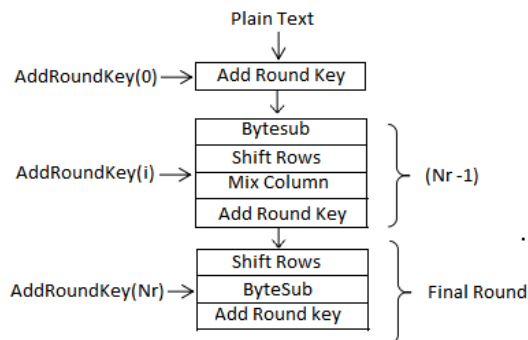 Plain Text
AddRoundKey(0)
Add Round Key
Bytesub
Shift Rows
AddRoundKey(i)
Mix Column
(Nr -1)
Add Round Key
.
Shift Rows
AddRoundKey(Nr)
ByteSub
Final Round
Add Round key